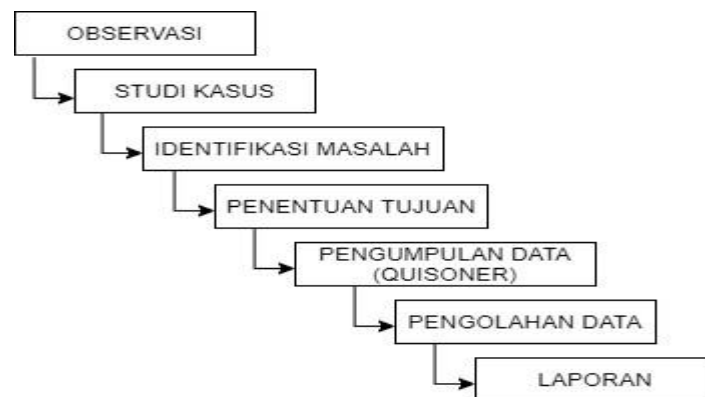 OBSERVASI
STUDI KASUS
IDENTIFIKASI MASALAH
PENENTUAN TUJUAN
PENGUMPULAN DATA
(QUISONER)
PENGOLAHAN DATA
LAPORAN